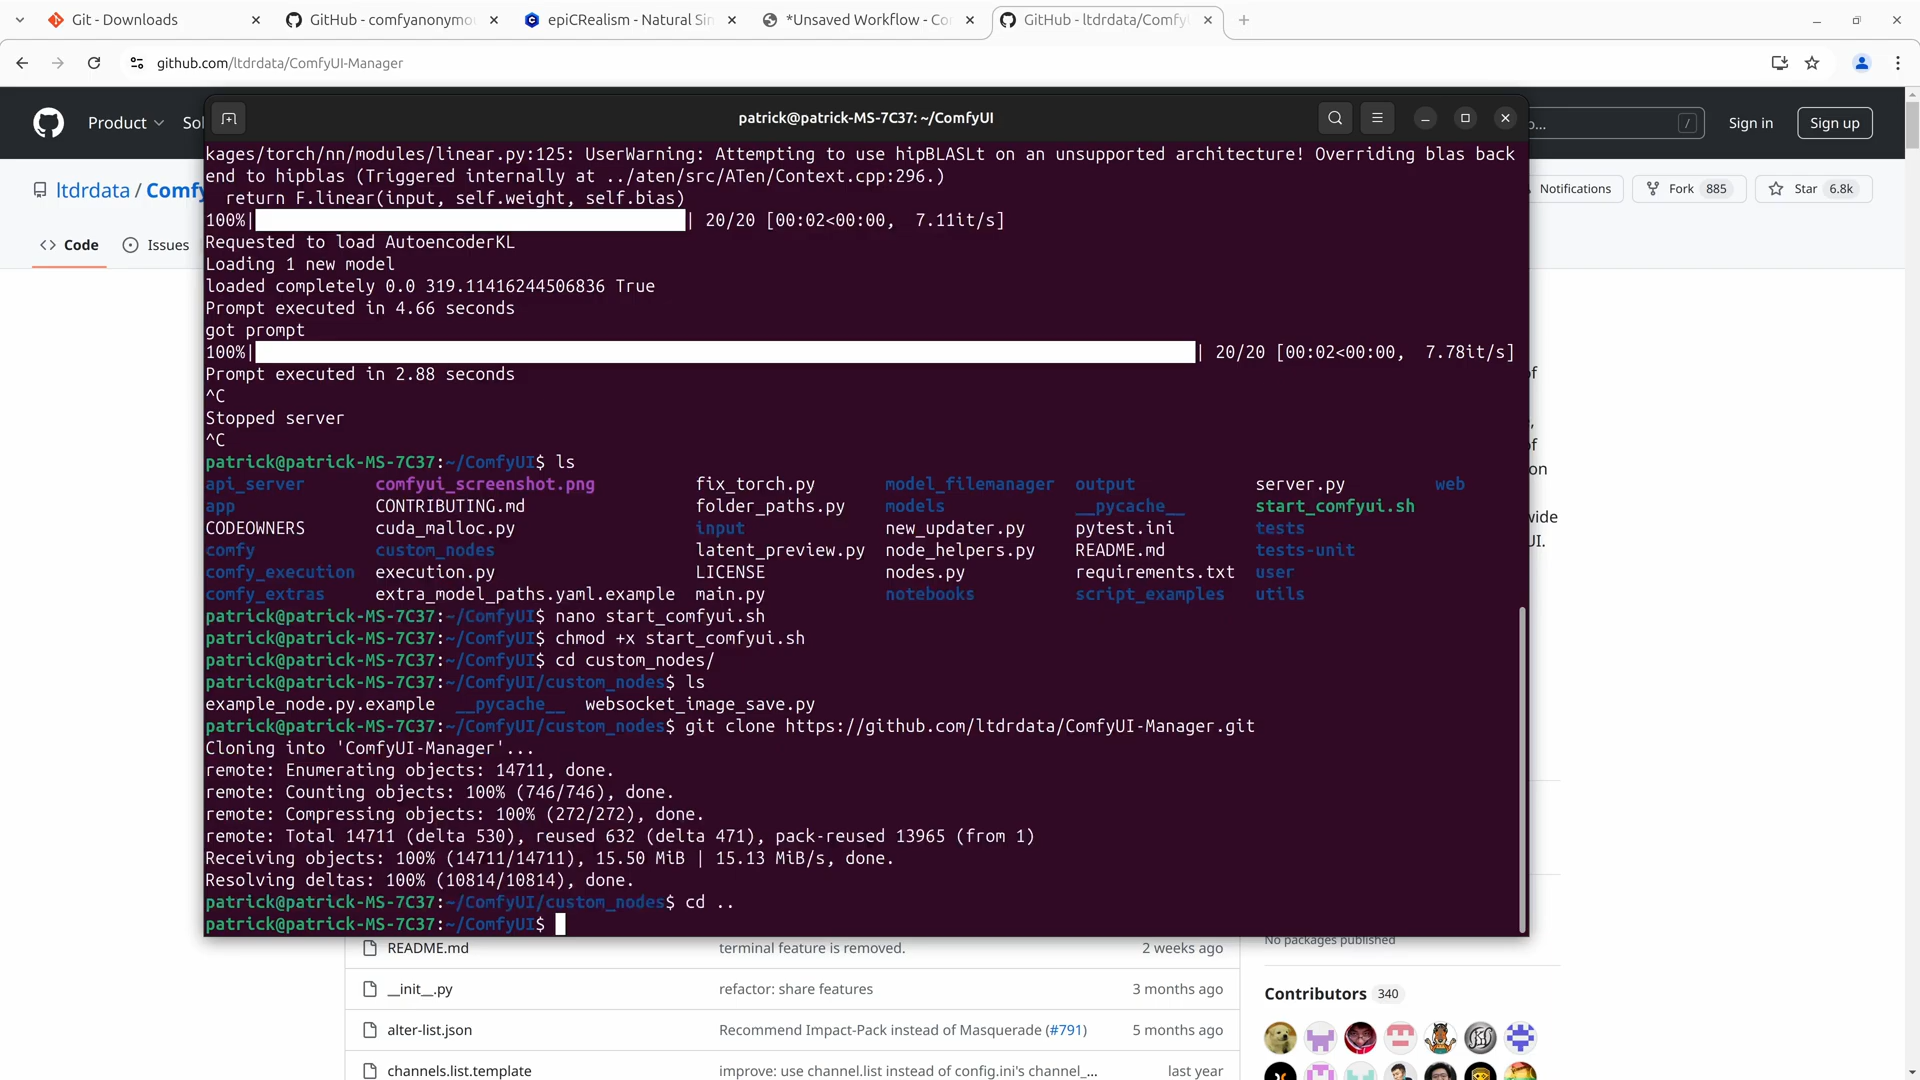 Git - Downloads
GitHub - comfyanonymou
epiCRealism - Natural Sin
*Unsaved Workflow - Co
GitHub - ltdrdata/Comfy
github.com/ltdrdata/ComfyUI-Manager
Product
Sol
/
Sign in
Sign up
patrick@patrick-MS-7C37: ~/ComfyUI
ltdrdata / Comfy
Notifications
Fork 885
Star 6.8k
Code
Issues
kages/torch/nn/modules/linear.py:125: UserWarning: Attempting to use hipBLASLt on an unsupported architecture! Overriding blas back
end to hipblas (Triggered internally at ../aten/src/ATen/Context.cpp:296.)
return F.linear(input, self.weight, self.bias)
100%| | 20/20 [00:02<00:00, 7.11it/s]
Requested to load AutoencoderKL
Loading 1 new model
loaded completely 0.0 319.11416244506836 True
Prompt executed in 4.66 seconds
got prompt
100%| | 20/20 [00:02<00:00, 7.78it/s]
Prompt executed in 2.88 seconds
^C
Stopped server
^C
patrick@patrick-MS-7C37:~/ComfyUI$ ls
api_server comfyui_screenshot.png fix_torch.py model_filemanager output server.py web
app CONTRIBUTING.md folder_paths.py models __pycache__ start_comfyui.sh
CODEOWNERS cuda_malloc.py input new_updater.py pytest.ini tests
comfy custom_nodes latent_preview.py node_helpers.py README.md tests-unit
comfy_execution execution.py LICENSE nodes.py requirements.txt user
comfy_extras extra_model_paths.yaml.example main.py notebooks script_examples utils
patrick@patrick-MS-7C37:~/ComfyUI$ nano start_comfyui.sh
patrick@patrick-MS-7C37:~/ComfyUI$ chmod +x start_comfyui.sh
patrick@patrick-MS-7C37:~/ComfyUI$ cd custom_nodes/
patrick@patrick-MS-7C37:~/ComfyUI/custom_nodes$ ls
example_node.py.example __pycache__ websocket_image_save.py
patrick@patrick-MS-7C37:~/ComfyUI/custom_nodes$ git clone https://github.com/ltdrdata/ComfyUI-Manager.git
Cloning into 'ComfyUI-Manager'...
remote: Enumerating objects: 14711, done.
remote: Counting objects: 100% (746/746), done.
remote: Compressing objects: 100% (272/272), done.
remote: Total 14711 (delta 530), reused 632 (delta 471), pack-reused 13965 (from 1)
Receiving objects: 100% (14711/14711), 15.50 MiB | 15.13 MiB/s, done.
Resolving deltas: 100% (10814/10814), done.
patrick@patrick-MS-7C37:~/ComfyUI/custom_nodes$ cd ..
patrick@patrick-MS-7C37:~/ComfyUI$
of
of
on
wide
UI.
No packages published
README.md terminal feature is removed. 2 weeks ago
__init__.py refactor: share features 3 months ago
alter-list.json Recommend Impact-Pack instead of Masquerade (#791) 5 months ago
channels.list.template improve: use channel.list instead of config.ini's channel_... last year
Contributors 340